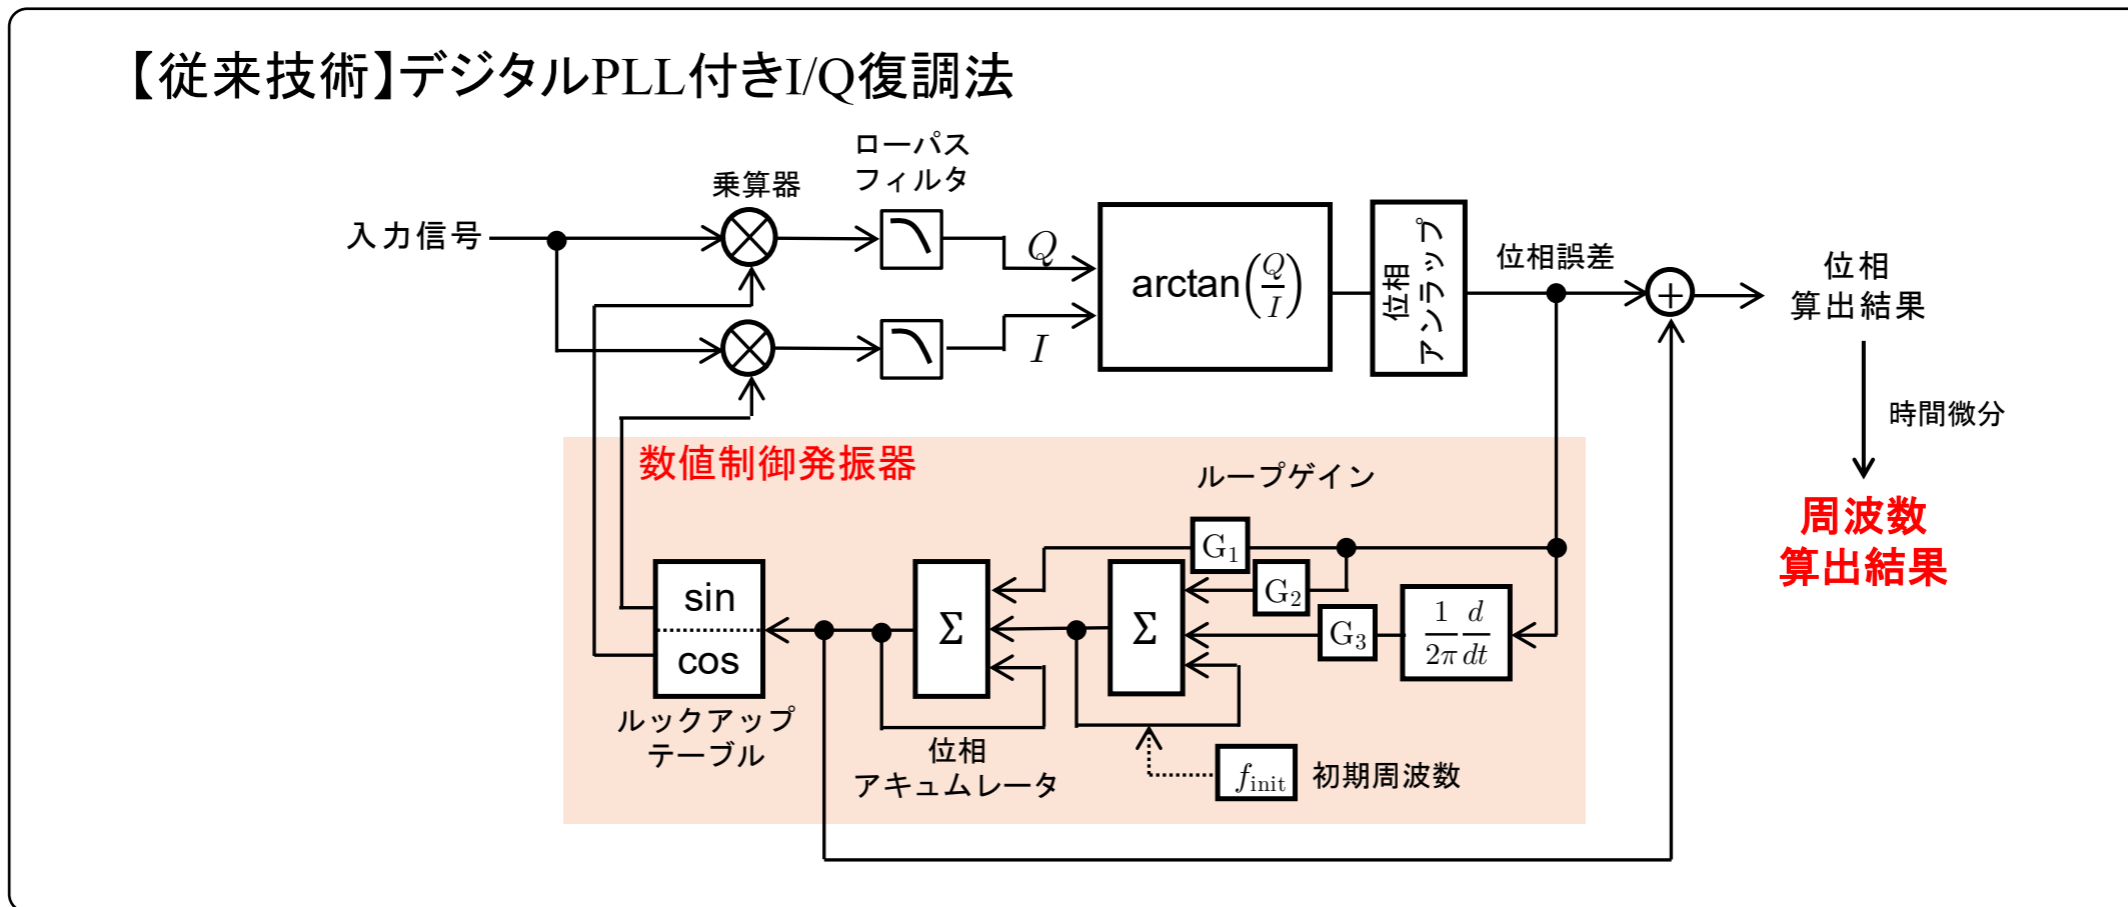 【従来技術】デジタルPLL付きI/Q復調法
ローパス
フィルタ
乗算器
入力信号
Q
I
arctan(Q/I)
位相
アンラップ
位相誤差
+
位相
算出結果
時間微分
周波数
算出結果
数値制御発振器
ループゲイン
G₁
G₂
G₃
1/2π d/dt
Σ
Σ
sin
cos
ルックアップ
テーブル
位相
アキュムレータ
f_init
初期周波数